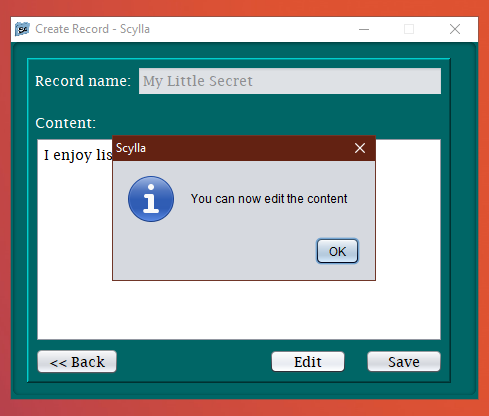 Create Record - Scylla
Record name: My Little Secret
Content:
I enjoy lis
Scylla
You can now edit the content
OK
<< Back Edit Save